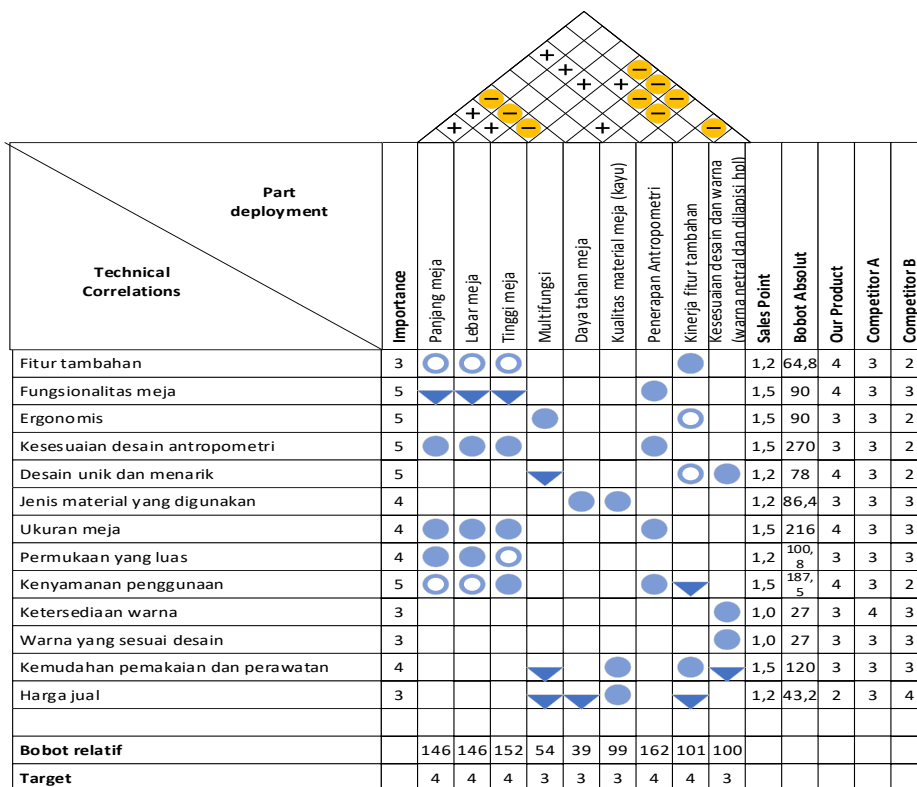 +
+
+ + −
− − −
+ − − −
+ + − + −
Part
deployment
Technical
Correlations
Importance
Panjang meja
Lebar meja
Tinggi meja
Multifungsi
Daya tahan meja
Kualitas material meja (kayu)
Penerapan Antropometri
Kinerja fitur tambahan
Kesesuaian desain dan warna
(warna netral dan dilapisi hpl)
Sales Point
Bobot Absolut
Our Product
Competitor A
Competitor B
Fitur tambahan 3 1,2 64,8 4 3 2
Fungsionalitas meja 5 1,5 90 4 3 3
Ergonomis 5 1,5 90 3 3 2
Kesesuaian desain antropometri 5 1,5 270 3 3 2
Desain unik dan menarik 5 1,2 78 4 3 2
Jenis material yang digunakan 4 1,2 86,4 3 3 3
Ukuran meja 4 1,5 216 4 3 3
Permukaan yang luas 4 1,2 100,8 3 3 3
Kenyamanan penggunaan 5 1,5 187,5 4 3 2
Ketersediaan warna 3 1,0 27 3 4 3
Warna yang sesuai desain 3 1,0 27 3 3 3
Kemudahan pemakaian dan perawatan 4 1,5 120 3 3 3
Harga jual 3 1,2 43,2 2 3 4
Bobot relatif 146 146 152 54 39 99 162 101 100
Target 4 4 4 3 3 3 4 4 3